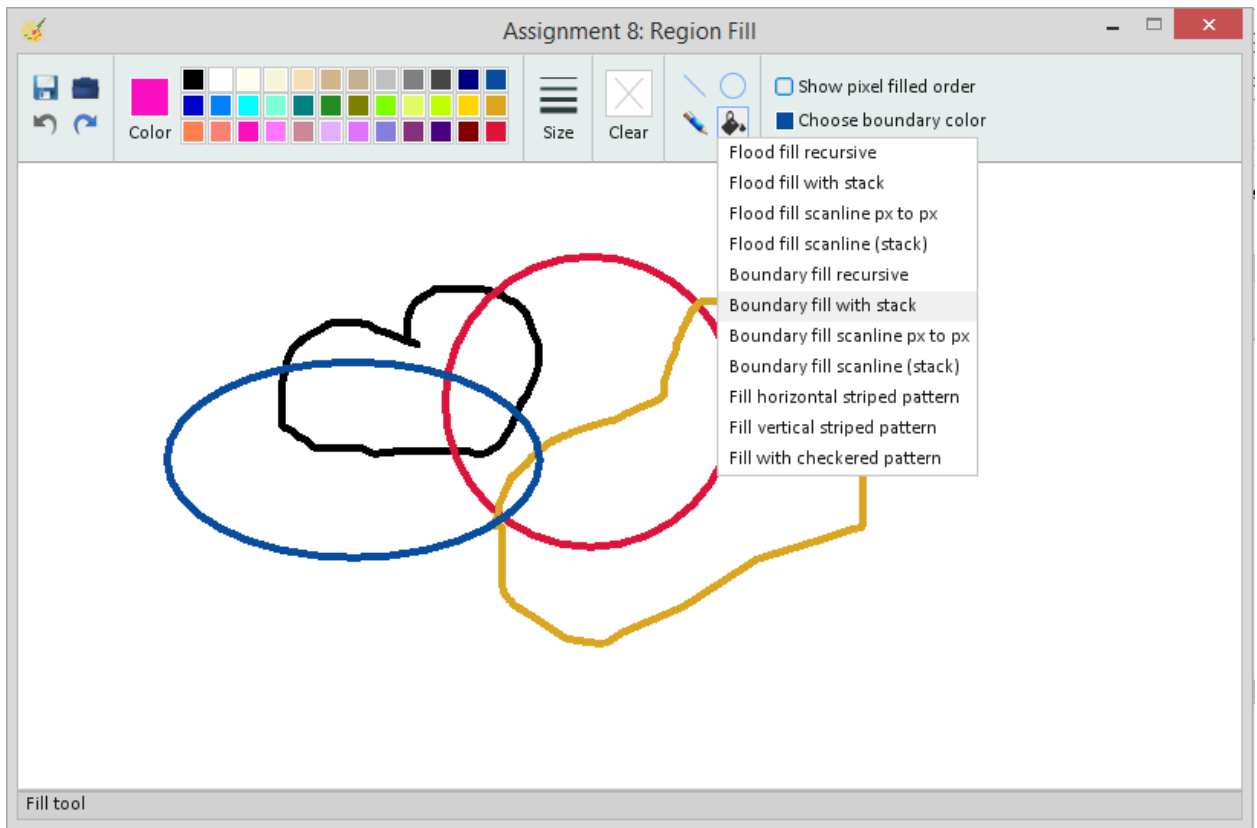 Assignment 8: Region Fill
Color
Size
Clear
Show pixel filled order
Choose boundary color
Flood fill recursive
Flood fill with stack
Flood fill scanline px to px
Flood fill scanline (stack)
Boundary fill recursive
Boundary fill with stack
Boundary fill scanline px to px
Boundary fill scanline (stack)
Fill horizontal striped pattern
Fill vertical striped pattern
Fill with checkered pattern
Fill tool